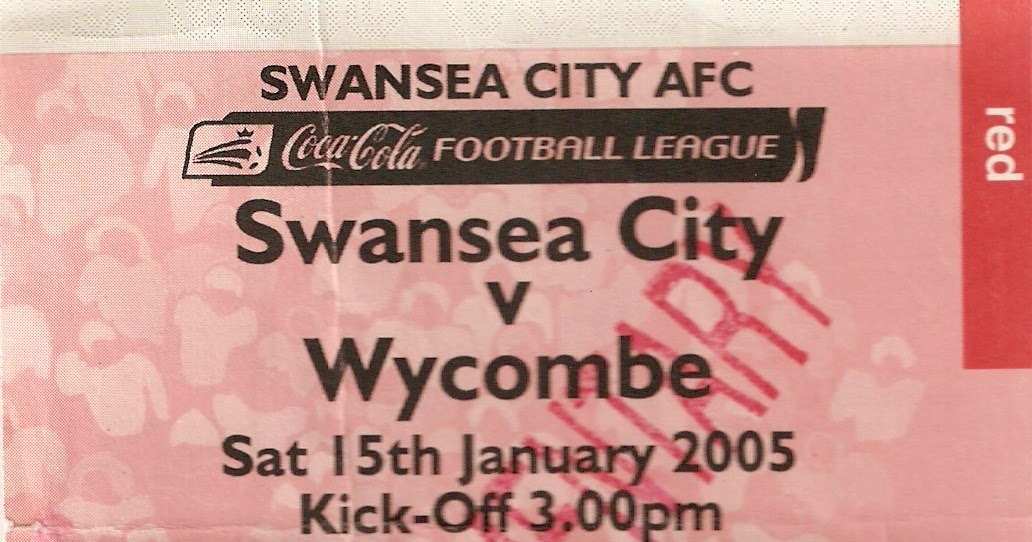 SWANSEA CITY AFC
Coca-Cola FOOTBALL LEAGUE
Swansea City
v
Wycombe
Sat 15th January 2005
Kick-Off 3.00pm
red